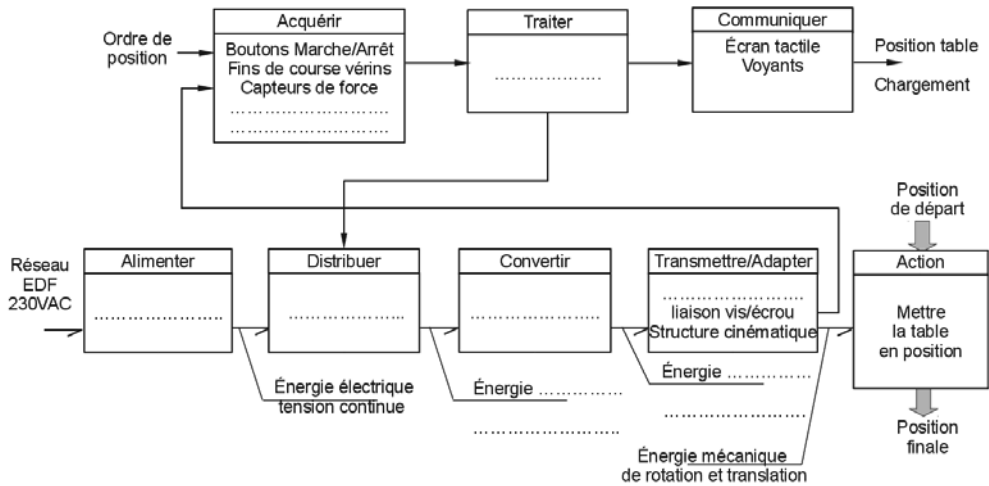 Acquérir
Ordre de
position
Boutons Marche/Arrêt
Fins de course vérins
Capteurs de force
...........................
...........................
Traiter
........................
Communiquer
Écran tactile
Voyants
Position table
Chargement
Réseau
EDF
230VAC
Alimenter
...........................
Énergie électrique
tension continue
Distribuer
...........................
Énergie ..................
...........................
Convertir
...........................
Énergie ..................
...........................
Transmettre/Adapter
...........................
liaison vis/écrou
Structure cinématique
Énergie mécanique
de rotation et translation
Position
de départ
Action
Mettre
la table
en position
Position
finale